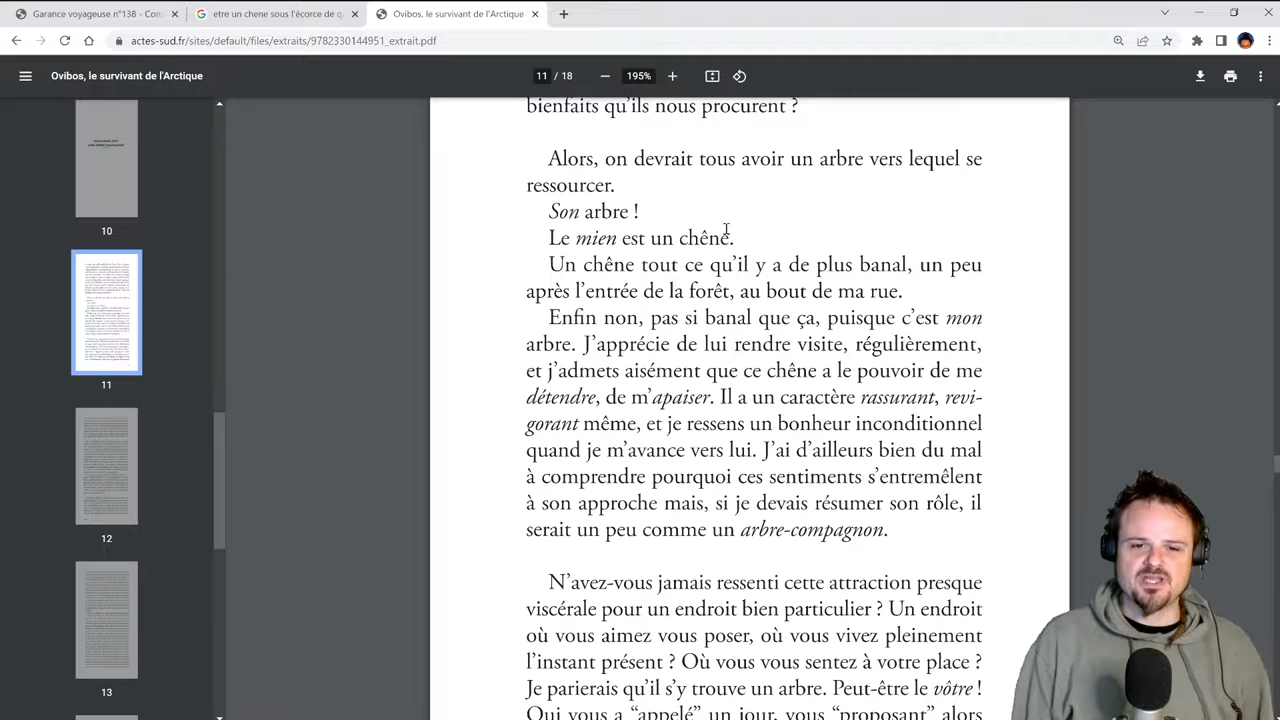 Garance voyageuse n°138 - Con
etre un chene sous l'écorce de q
Ovibos, le survivant de l'Arctique
actes-sud.fr/sites/default/files/extraits/9782330144951_extrait.pdf
Ovibos, le survivant de l'Arctique
11 / 18
195%
bienfaits qu'ils nous procurent ?
Alors, on devrait tous avoir un arbre vers lequel se
ressourcer.
Son arbre !
Le mien est un chêne.
Un chêne tout ce qu'il y a de plus banal, un peu
après l'entrée de la forêt, au bout de ma rue.
Enfin non, pas si banal que ça, puisque c'est mon
arbre. J'apprécie de lui rendre visite, régulièrement,
et j'admets aisément que ce chêne a le pouvoir de me
détendre, de m'apaiser. Il a un caractère rassurant, revi-
gorant même, et je ressens un bonheur inconditionnel
quand je m'avance vers lui. J'ai d'ailleurs bien du mal
à comprendre pourquoi ces sentiments s'entremêlent
à son approche mais, si je devais résumer son rôle, il
serait un peu comme un arbre-compagnon.
N'avez-vous jamais ressenti cette attraction presque
viscérale pour un endroit bien particulier ? Un endroit
où vous aimez vous poser, où vous vivez pleinement
l'instant présent ? Où vous vous sentez à votre place ?
Je parierais qu'il s'y trouve un arbre. Peut-être le vôtre !
Qui vous a “appelé” un jour, vous “proposant” alors
10
11
12
13